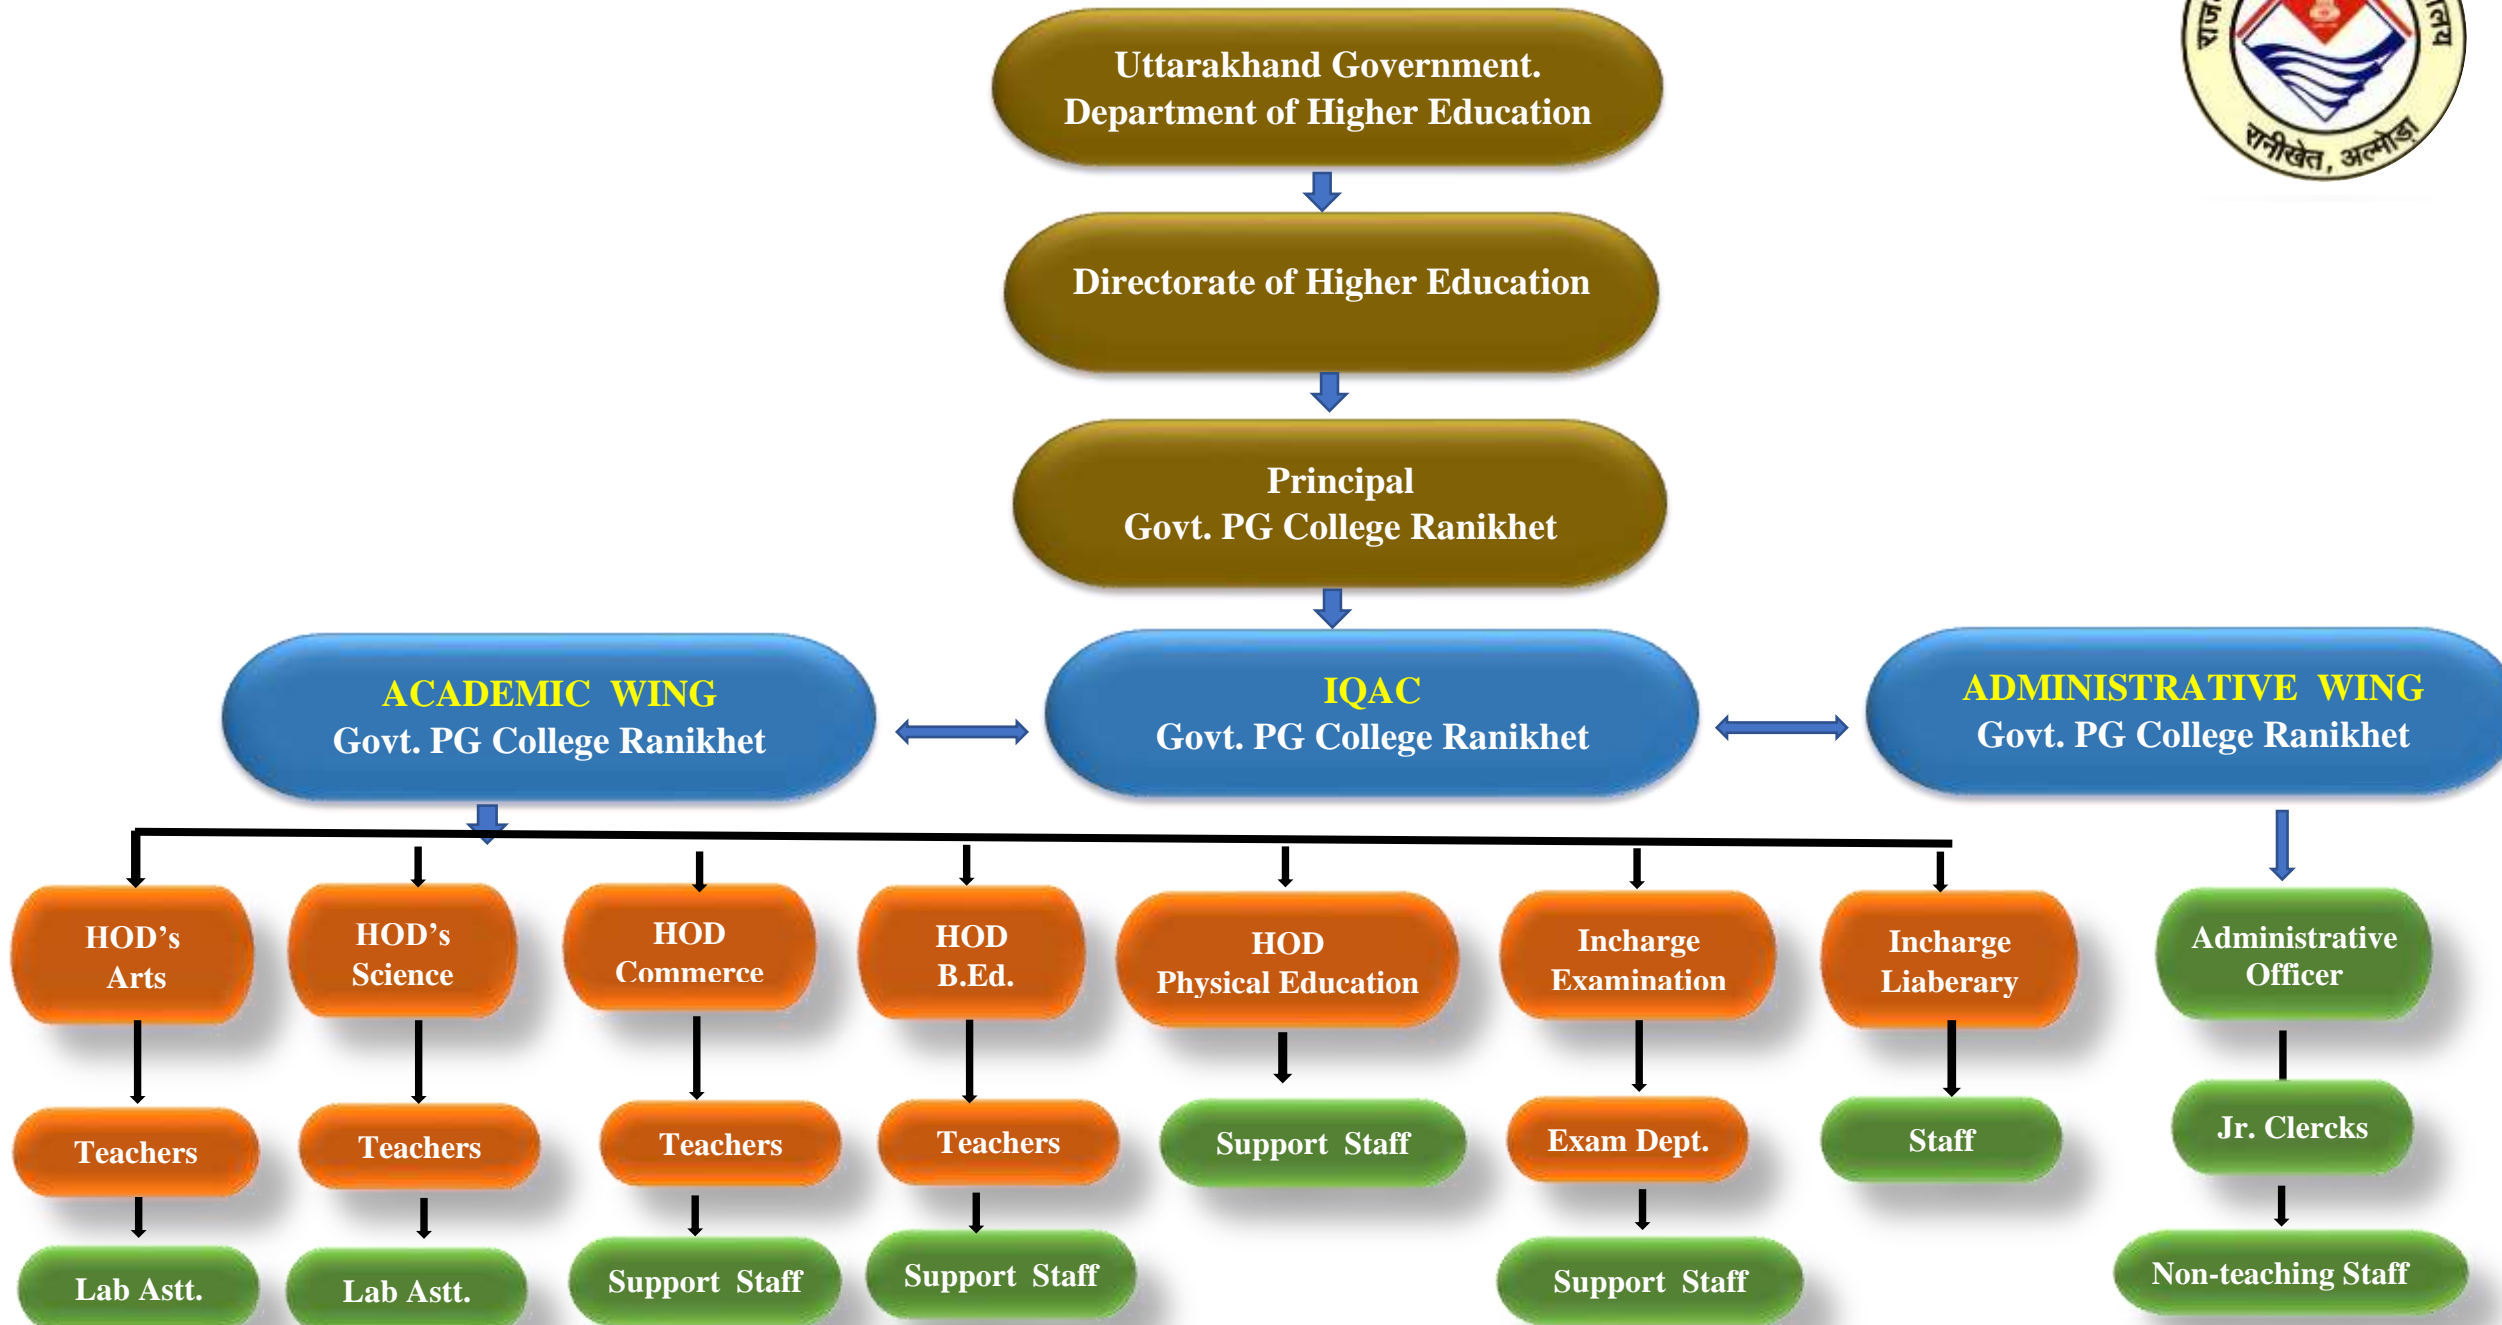 Uttarakhand Government.
Department of Higher Education
रानीखेत, अल्मोड़ा
Directorate of Higher Education
Principal
Govt. PG College Ranikhet
ACADEMIC WING
Govt. PG College Ranikhet
IQAC
Govt. PG College Ranikhet
ADMINISTRATIVE WING
Govt. PG College Ranikhet
HOD’s
Arts
HOD’s
Science
HOD
Commerce
HOD
B.Ed.
HOD
Physical Education
Incharge
Examination
Incharge
Liaberary
Administrative
Officer
Teachers
Teachers
Teachers
Teachers
Support Staff
Exam Dept.
Staff
Jr. Clercks
Lab Astt.
Lab Astt.
Support Staff
Support Staff
Support Staff
Non-teaching Staff